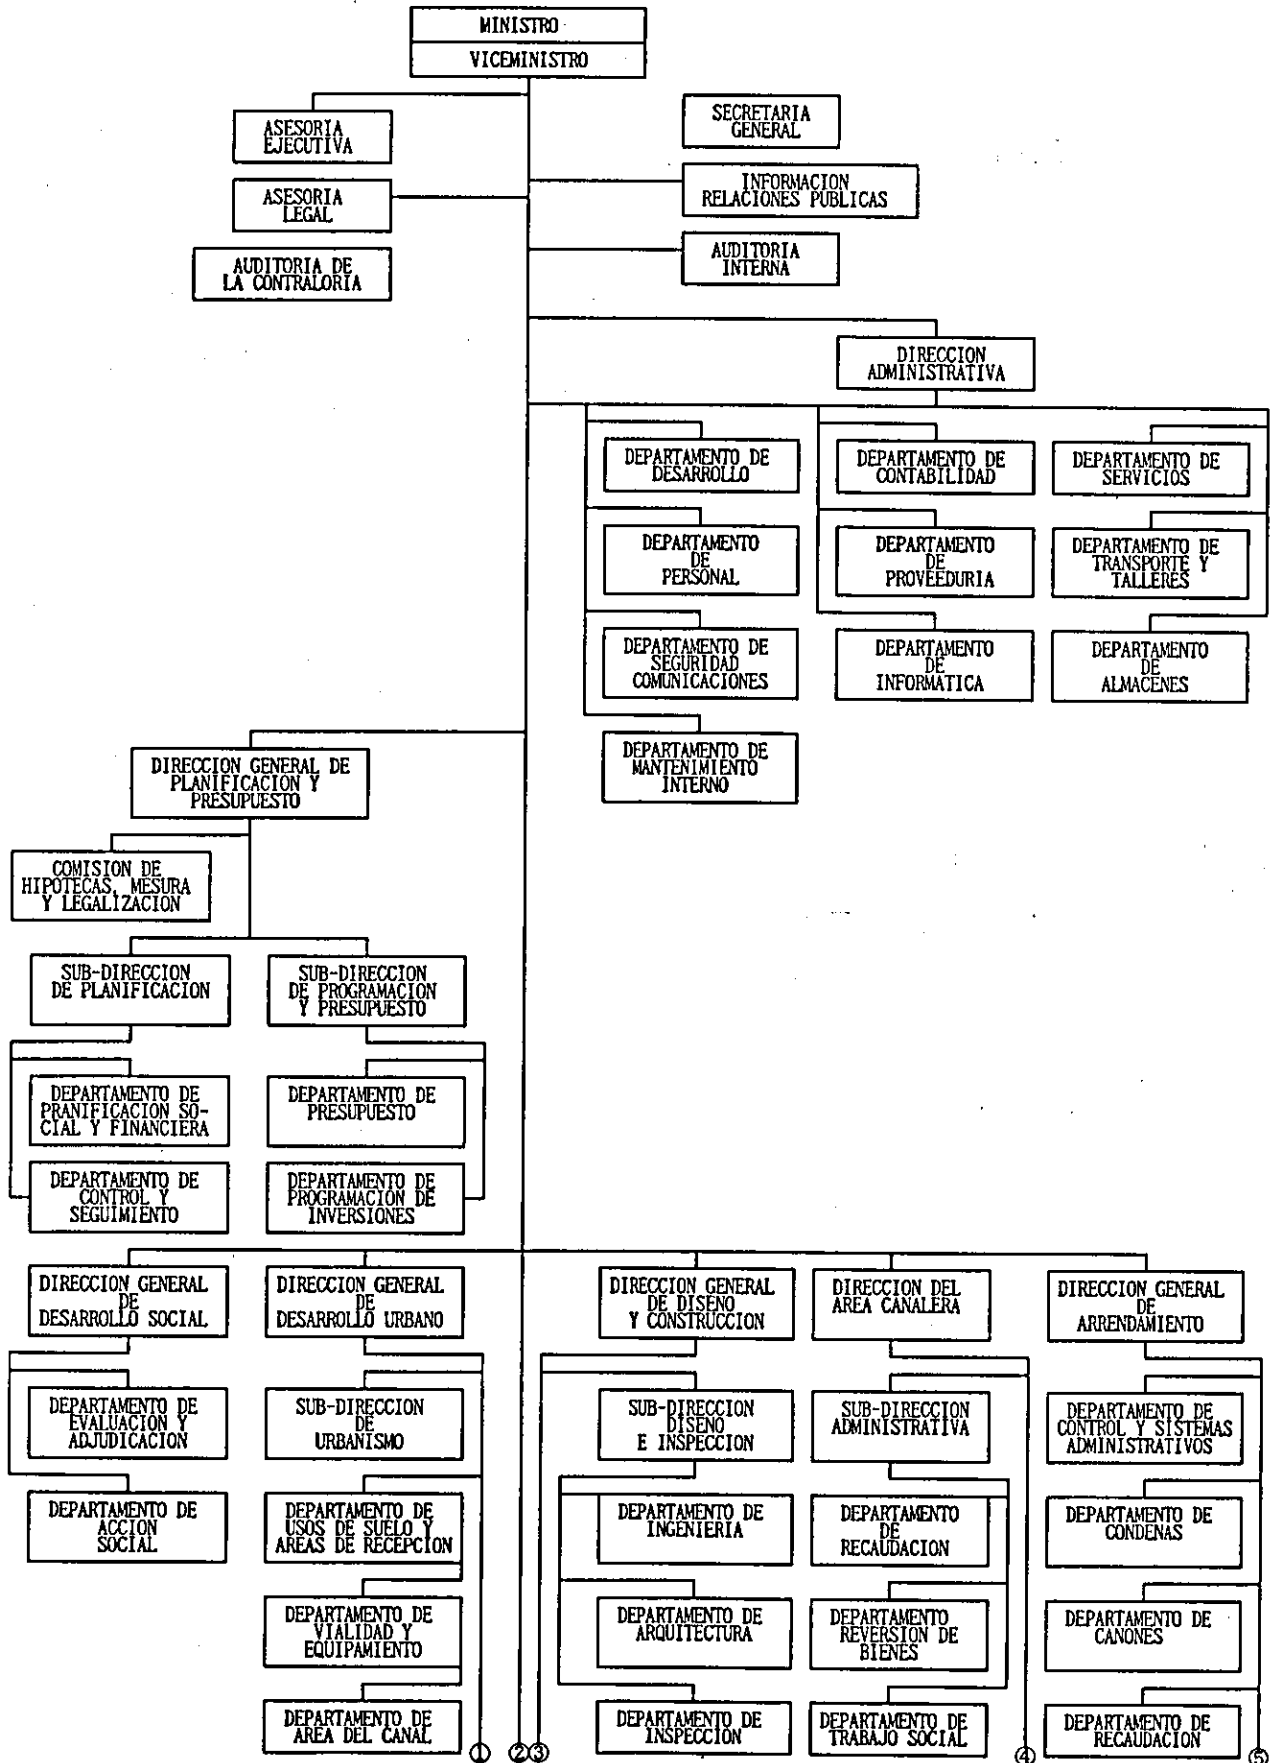 MINISTRO
VICEMINISTRO
ASESORIA
EJECUTIVA
SECRETARIA
GENERAL
ASESORIA
LEGAL
INFORMACION
RELACIONES PUBLICAS
AUDITORIA DE
LA CONTRALORIA
AUDITORIA
INTERNA
DIRECCION
ADMINISTRATIVA
DEPARTAMENTO DE
DESARROLLO
DEPARTAMENTO DE
CONTABILIDAD
DEPARTAMENTO DE
SERVICIOS
DEPARTAMENTO
DE
PERSONAL
DEPARTAMENTO
DE
PROVEEDURIA
DEPARTAMENTO DE
TRANSPORTE Y
TALLERES
DEPARTAMENTO DE
SEGURIDAD
COMUNICACIONES
DEPARTAMENTO
DE
INFORMATICA
DEPARTAMENTO
DE
ALMACENES
DEPARTAMENTO DE
MANTENIMIENTO
INTERNO
DIRECCION GENERAL DE
PLANIFICACION Y
PRESUPUESTO
COMISION DE
HIPOTECAS, MESURA
Y LEGALIZACION
SUB-DIRECCION
DE PLANIFICACION
SUB-DIRECCION
DE PROGRAMACION
Y PRESUPUESTO
DEPARTAMENTO DE
PRANIFICACION SO-
CIAL Y FINANCIERA
DEPARTAMENTO DE
PRESUPUESTO
DEPARTAMENTO DE
CONTROL Y
SEGUIMIENTO
DEPARTAMENTO DE
PROGRAMACION DE
INVERSIONES
DIRECCION GENERAL
DE
DESARROLLO SOCIAL
DIRECCION GENERAL
DE
DESARROLLO URBANO
DIRECCION GENERAL
DE DISENO
Y CONSTRUCCION
DIRECCION DEL
AREA CANALERA
DIRECCION GENERAL
DE
ARRENDAMIENTO
DEPARTAMENTO DE
EVALUACION Y
ADJUDICACION
SUB-DIRECCION
DE
URBANISMO
SUB-DIRECCION
DISENO
E INSPECCION
SUB-DIRECCION
ADMINISTRATIVA
DEPARTAMENTO DE
CONTROL Y SISTEMAS
ADMINISTRATIVOS
DEPARTAMENTO DE
ACCION
SOCIAL
DEPARTAMENTO DE
USOS DE SUELO Y
AREAS DE RECEPCION
DEPARTAMENTO DE
INGENIERIA
DEPARTAMENTO
DE
RECAUDACION
DEPARTAMENTO DE
CONDENAS
DEPARTAMENTO DE
VIALIDAD Y
EQUIPAMIENTO
DEPARTAMENTO DE
ARQUITECTURA
DEPARTAMENTO
REVERSION DE
BIENES
DEPARTAMENTO DE
CANONES
DEPARTAMENTO DE
AREA DEL CANAL
DEPARTAMENTO DE
INSPECCION
DEPARTAMENTO DE
TRABAJO SOCIAL
DEPARTAMENTO DE
RECAUDACION
① ② ③ ④ ⑤